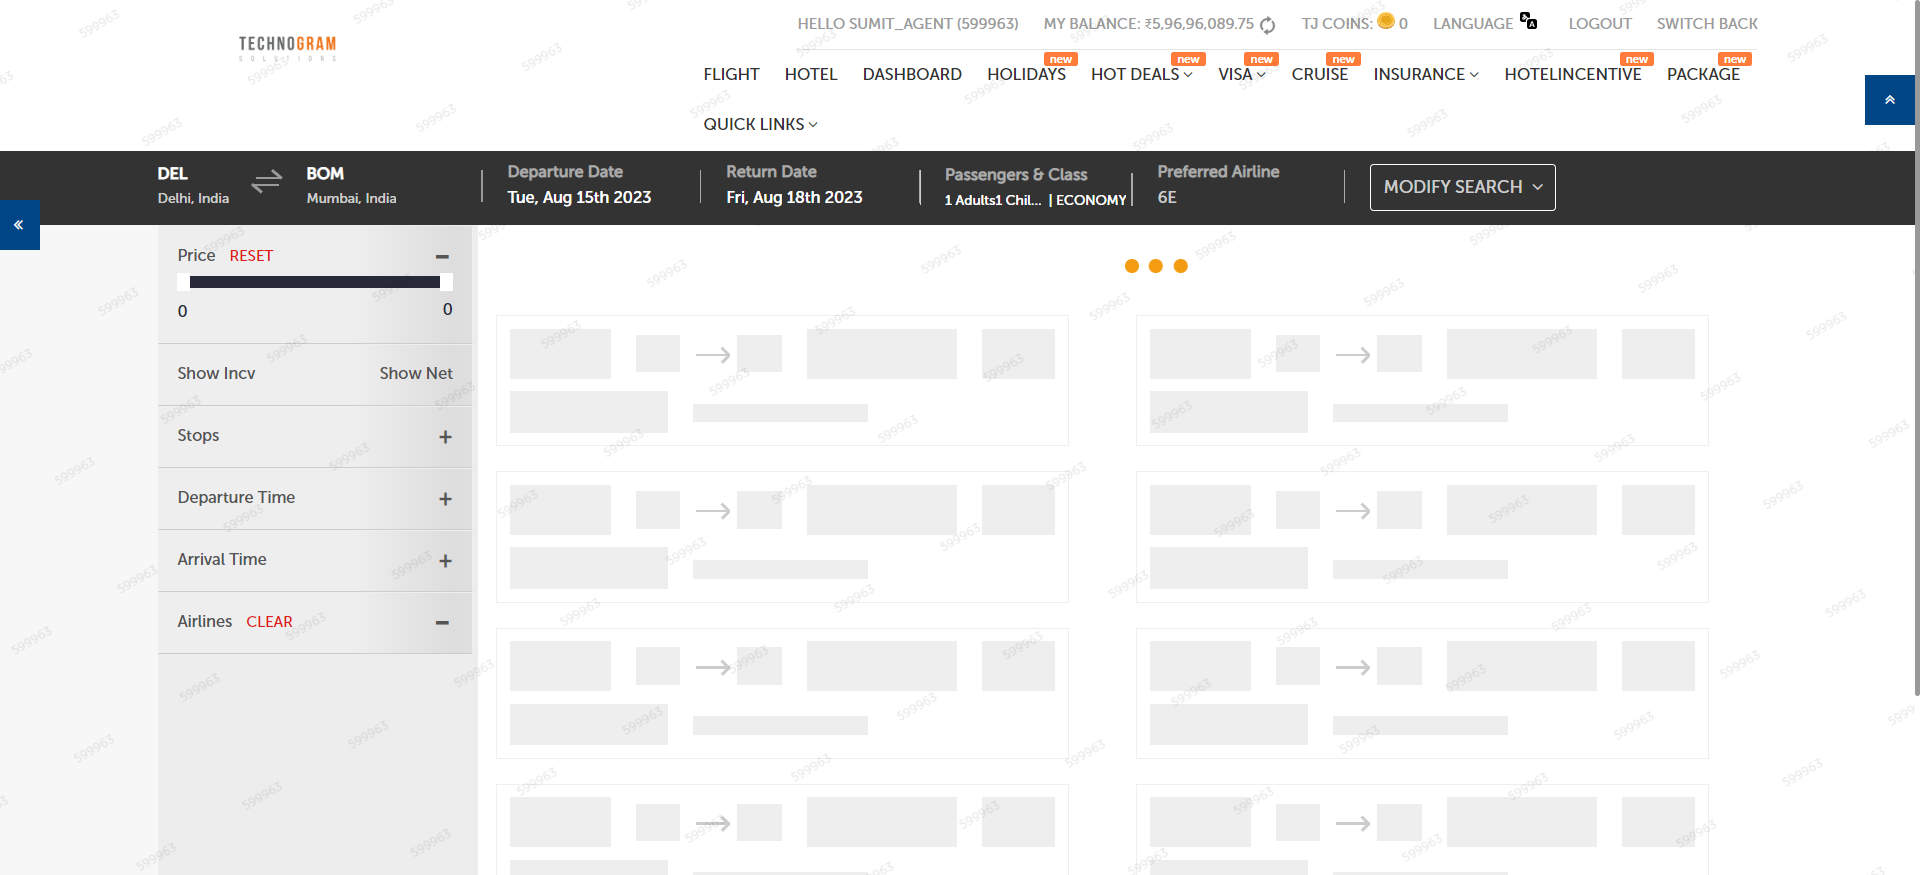 TECHNOGRAM
SOLUTIONS
HELLO SUMIT_AGENT (599963) MY BALANCE: ₹5,96,96,089.75 TJ COINS: 0 LANGUAGE LOGOUT SWITCH BACK
new new new new new new
FLIGHT HOTEL DASHBOARD HOLIDAYS HOT DEALS VISA CRUISE INSURANCE HOTELINCENTIVE PACKAGE
QUICK LINKS
DEL BOM Departure Date Return Date Passengers & Class Preferred Airline
Delhi, India Mumbai, India Tue, Aug 15th 2023 Fri, Aug 18th 2023 1 Adults1 Chil... | ECONOMY 6E
MODIFY SEARCH
Price RESET
0 0
Show Incv Show Net
Stops
Departure Time
Arrival Time
Airlines CLEAR
599963